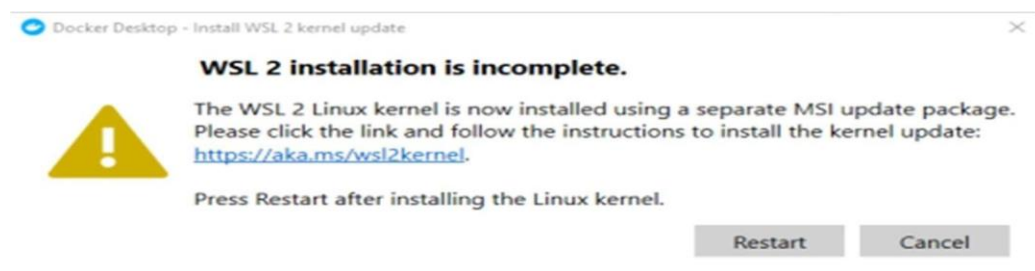 Docker Desktop - Install WSL 2 kernel update
WSL 2 installation is incomplete.
The WSL 2 Linux kernel is now installed using a separate MSI update package.
Please click the link and follow the instructions to install the kernel update:
https://aka.ms/wsl2kernel.
Press Restart after installing the Linux kernel.
Restart Cancel